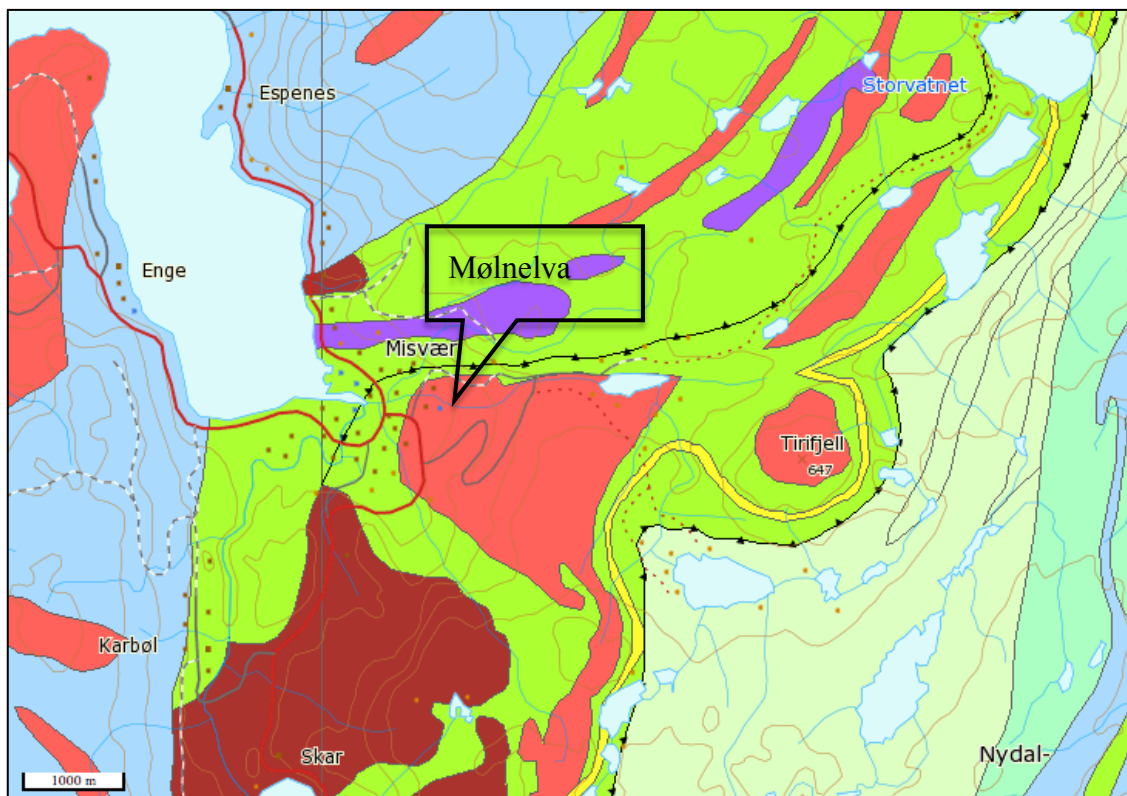 Espenes
Storvatnet
Enge
Mølnelva
Misvær
Tirifjell
647
Karbøl
Skar
Nydal-
1000 m